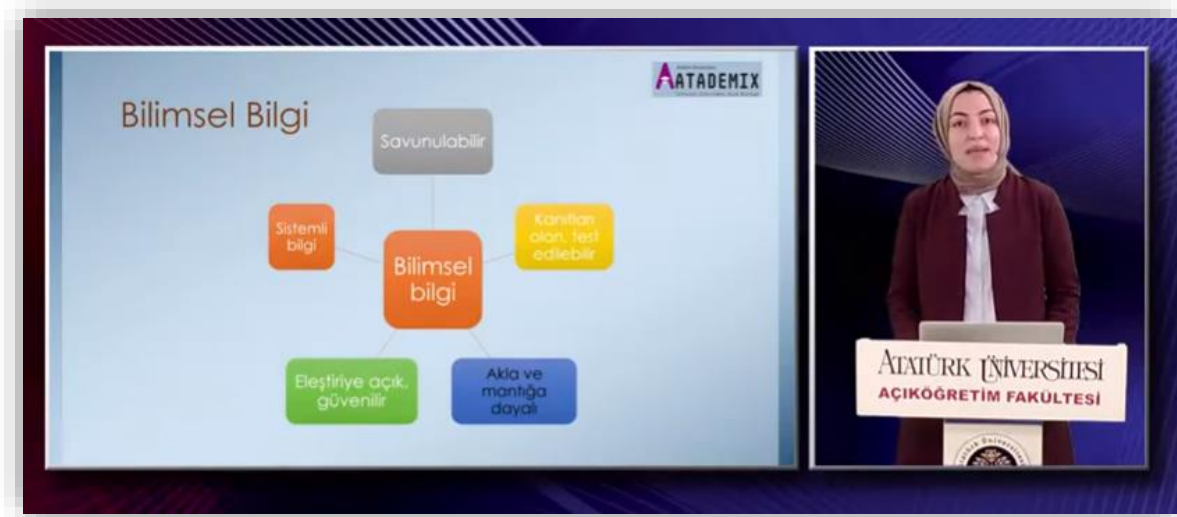 Bilimsel Bilgi
ATADEMIX
Savunulabilir
Sistemli
bilgi
Kanıtları
olan, test
edilebilir
Bilimsel
bilgi
Eleştiriye açık,
güvenilir
Akla ve
mantığa
dayalı
ATATÜRK ÜNİVERSİTESİ
AÇIKÖĞRETİM FAKÜLTESİ